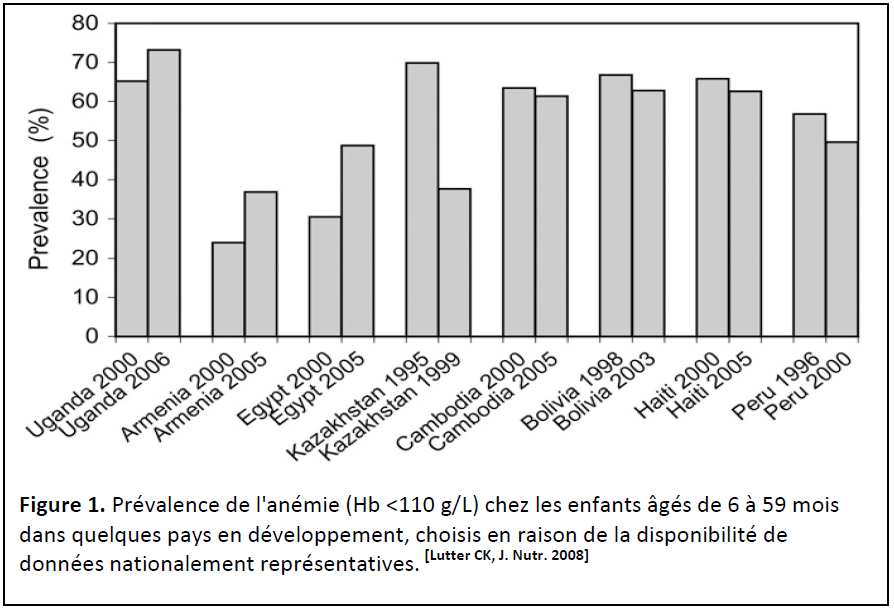 Prevalence (%)
80
70
60
50
40
30
20
10
0
Uganda 2000
Uganda 2006
Armenia 2000
Armenia 2005
Egypt 2000
Egypt 2005
Kazakhstan 1995
Kazakhstan 1999
Cambodia 2000
Cambodia 2005
Bolivia 1998
Bolivia 2003
Haiti 2000
Haiti 2005
Peru 1996
Peru 2000
Figure 1. Prévalence de l'anémie (Hb <110 g/L) chez les enfants âgés de 6 à 59 mois
dans quelques pays en développement, choisis en raison de la disponibilité de
données nationalement représentatives. [Lutter CK, J. Nutr. 2008]